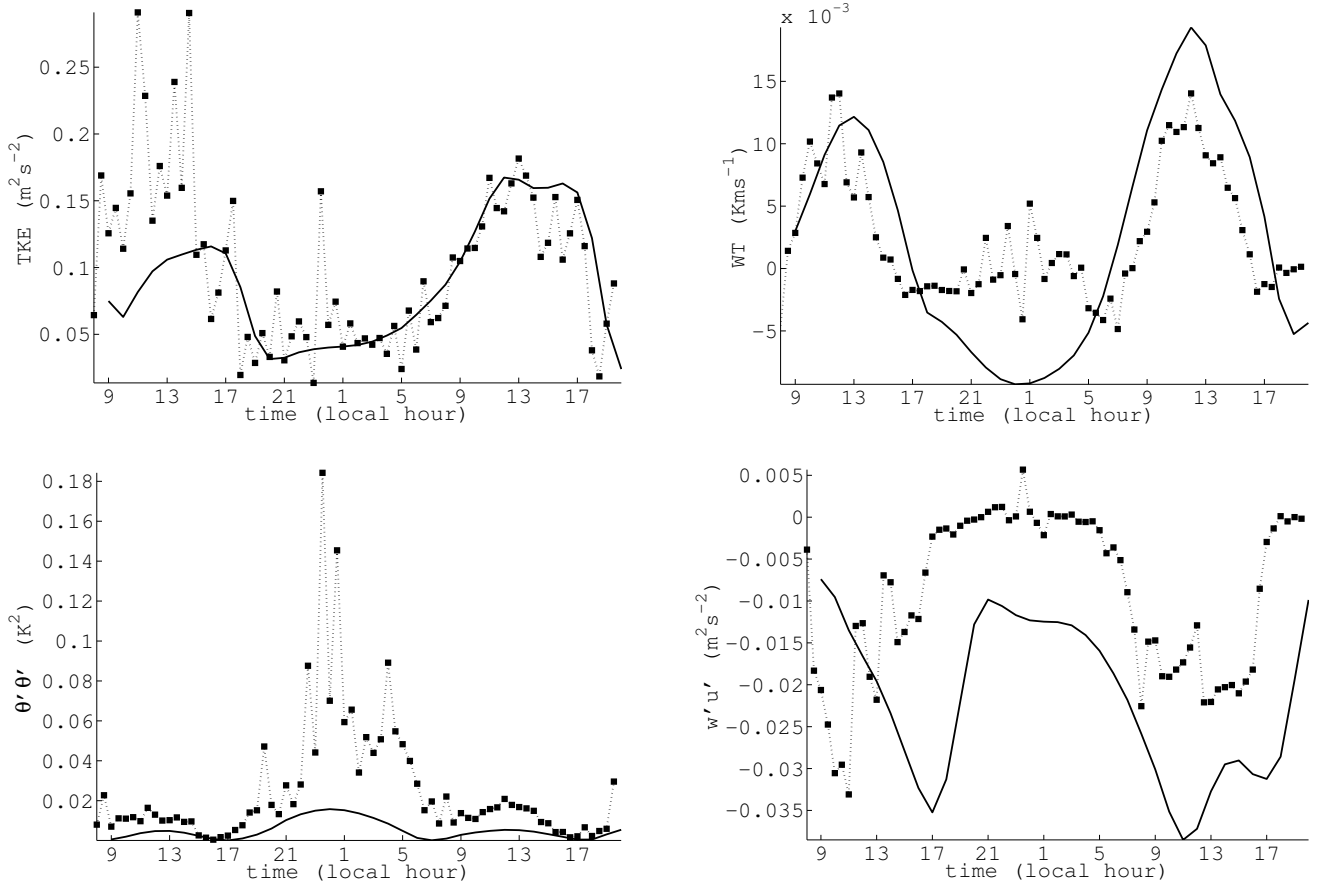 0.25
0.2
0.15
0.1
0.05
TKE (m²s⁻²)
9 13 17 21 1 5 9 13 17
time (local hour)
x 10⁻³
15
10
5
0
−5
WT (Kms⁻¹)
9 13 17 21 1 5 9 13 17
time (local hour)
0.18
0.16
0.14
0.12
0.1
0.08
0.06
0.04
0.02
θ′θ′ (K²)
9 13 17 21 1 5 9 13 17
time (local hour)
0.005
0
−0.005
−0.01
−0.015
−0.02
−0.025
−0.03
−0.035
w′u′ (m²s⁻²)
9 13 17 21 1 5 9 13 17
time (local hour)